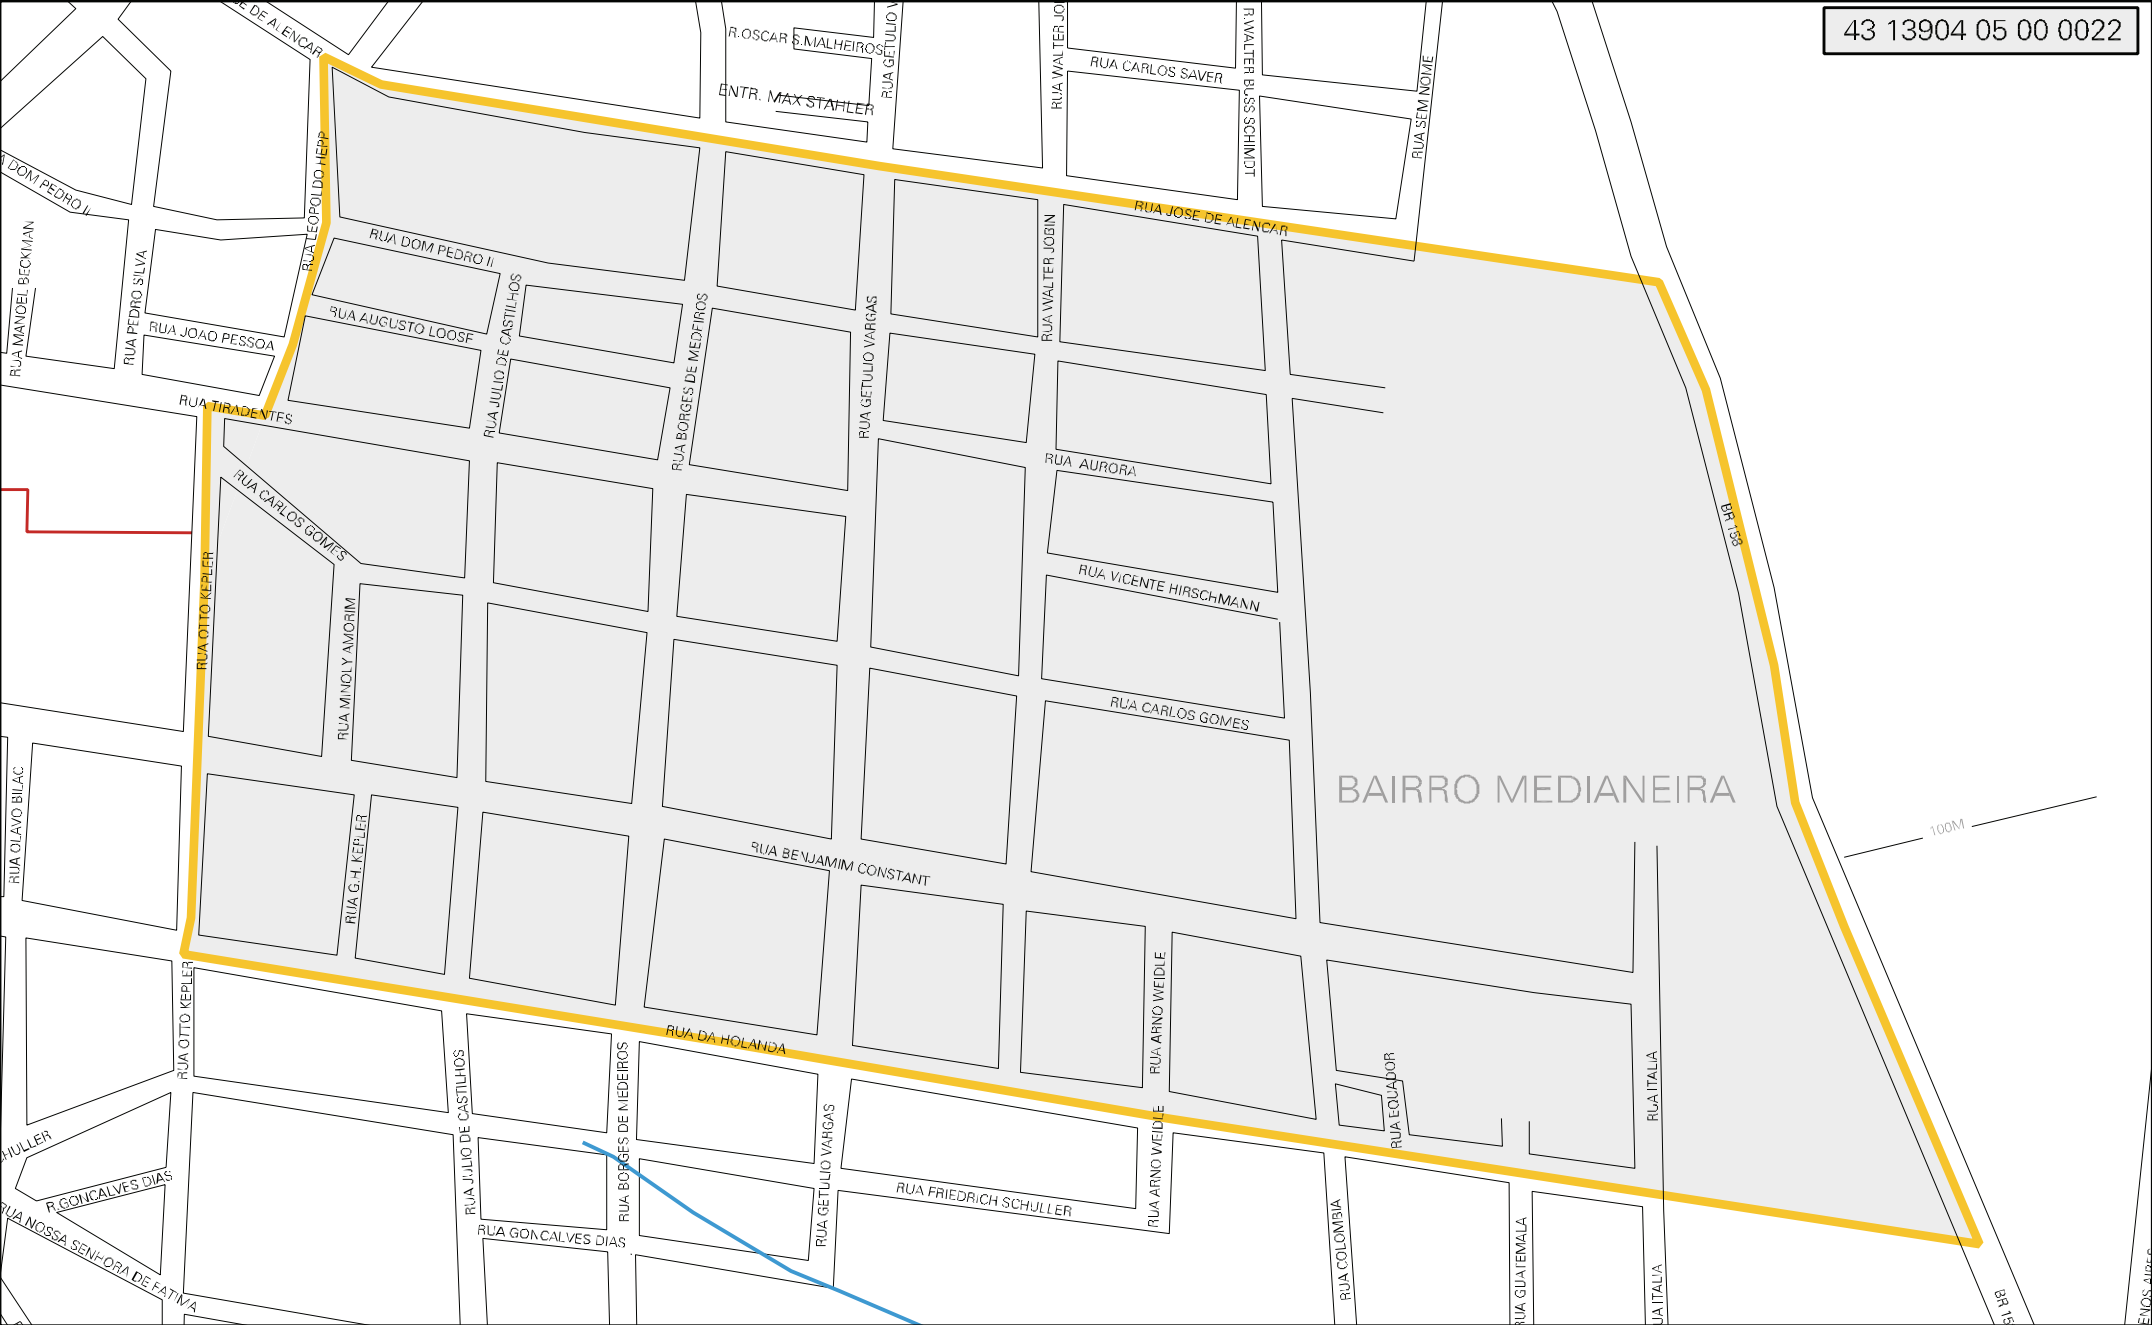 43 13904 05 00 0022
R.OSCAR S.MALHEIROS
RUA CARLOS SAVER
ENTR. MAX STAHLER
R.WALTER BUSS SCHIMDT
RUA SEM NOME
RUA LEOPOLDO HEPP
RUA JOSE DE ALENCAR
RUA MANOEL BECKMAN
RUA PEDRO SILVA
RUA DOM PEDRO II
RUA WALTER JOBIN
RUA JOAO PESSOA
RUA AUGUSTO LOOSE
RUA JULIO DE CASTILHOS
RUA BORGES DE MEDEIROS
RUA GETULIO VARGAS
RUA TIRADENTES
RUA AURORA
RUA CARLOS GOMES
BR 158
RUA OTTO KEPLER
RUA MINOLY AMORIM
RUA VICENTE HIRSCHMANN
RUA CARLOS GOMES
BAIRRO MEDIANEIRA
RUA OLAVO BILAC
RUA G.H. KEPLER
RUA BENJAMIM CONSTANT
100M
RUA OTTO KEPLER
RUA DA HOLANDA
RUA ARNO WEIDLE
RUA EQUADOR
RUA ITALIA
RUA JULIO DE CASTILHOS
RUA BORGES DE MEDEIROS
RUA GETULIO VARGAS
RUA ARNO WEIDLE
R.GONCALVES DIAS
RUA FRIEDRICH SCHULLER
RUA NOSSA SENHORA DE FATIMA
RUA GONCALVES DIAS
RUA COLOMBIA